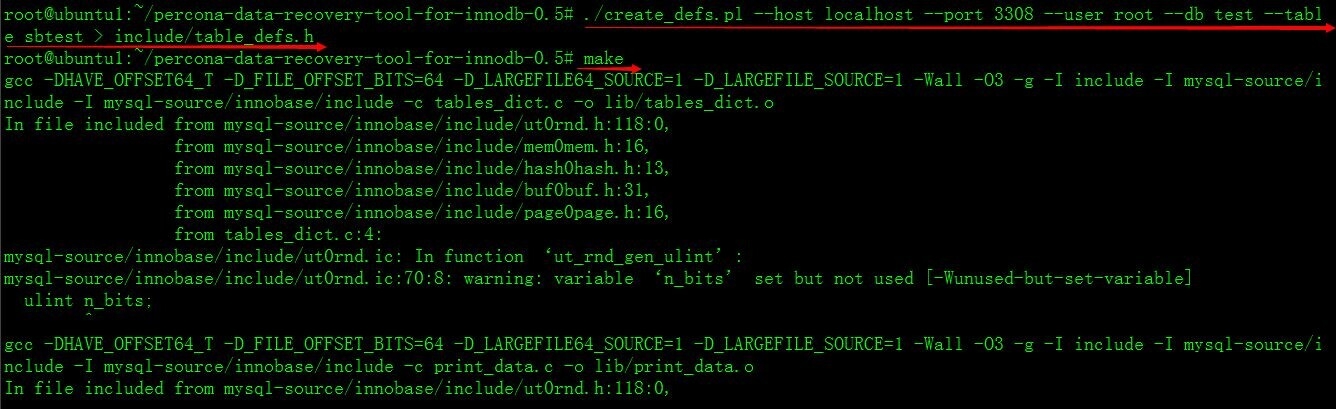 root@ubuntu1:~/percona-data-recovery-tool-for-innodb-0.5# ./create_defs.pl --host localhost --port 3308 --user root --db test --tabl
e sbtest > include/table_defs.h
root@ubuntu1:~/percona-data-recovery-tool-for-innodb-0.5# make
gcc -DHAVE_OFFSET64_T -D_FILE_OFFSET_BITS=64 -D_LARGEFILE64_SOURCE=1 -D_LARGEFILE_SOURCE=1 -Wall -O3 -g -I include -I mysql-source/i
nclude -I mysql-source/innobase/include -c tables_dict.c -o lib/tables_dict.o
In file included from mysql-source/innobase/include/ut0rnd.h:118:0,
from mysql-source/innobase/include/mem0mem.h:16,
from mysql-source/innobase/include/hash0hash.h:13,
from mysql-source/innobase/include/buf0buf.h:31,
from mysql-source/innobase/include/page0page.h:16,
from tables_dict.c:4:
mysql-source/innobase/include/ut0rnd.ic: In function ‘ut_rnd_gen_ulint’:
mysql-source/innobase/include/ut0rnd.ic:70:8: warning: variable ‘n_bits’ set but not used [-Wunused-but-set-variable]
ulint n_bits;
^
gcc -DHAVE_OFFSET64_T -D_FILE_OFFSET_BITS=64 -D_LARGEFILE64_SOURCE=1 -D_LARGEFILE_SOURCE=1 -Wall -O3 -g -I include -I mysql-source/i
nclude -I mysql-source/innobase/include -c print_data.c -o lib/print_data.o
In file included from mysql-source/innobase/include/ut0rnd.h:118:0,